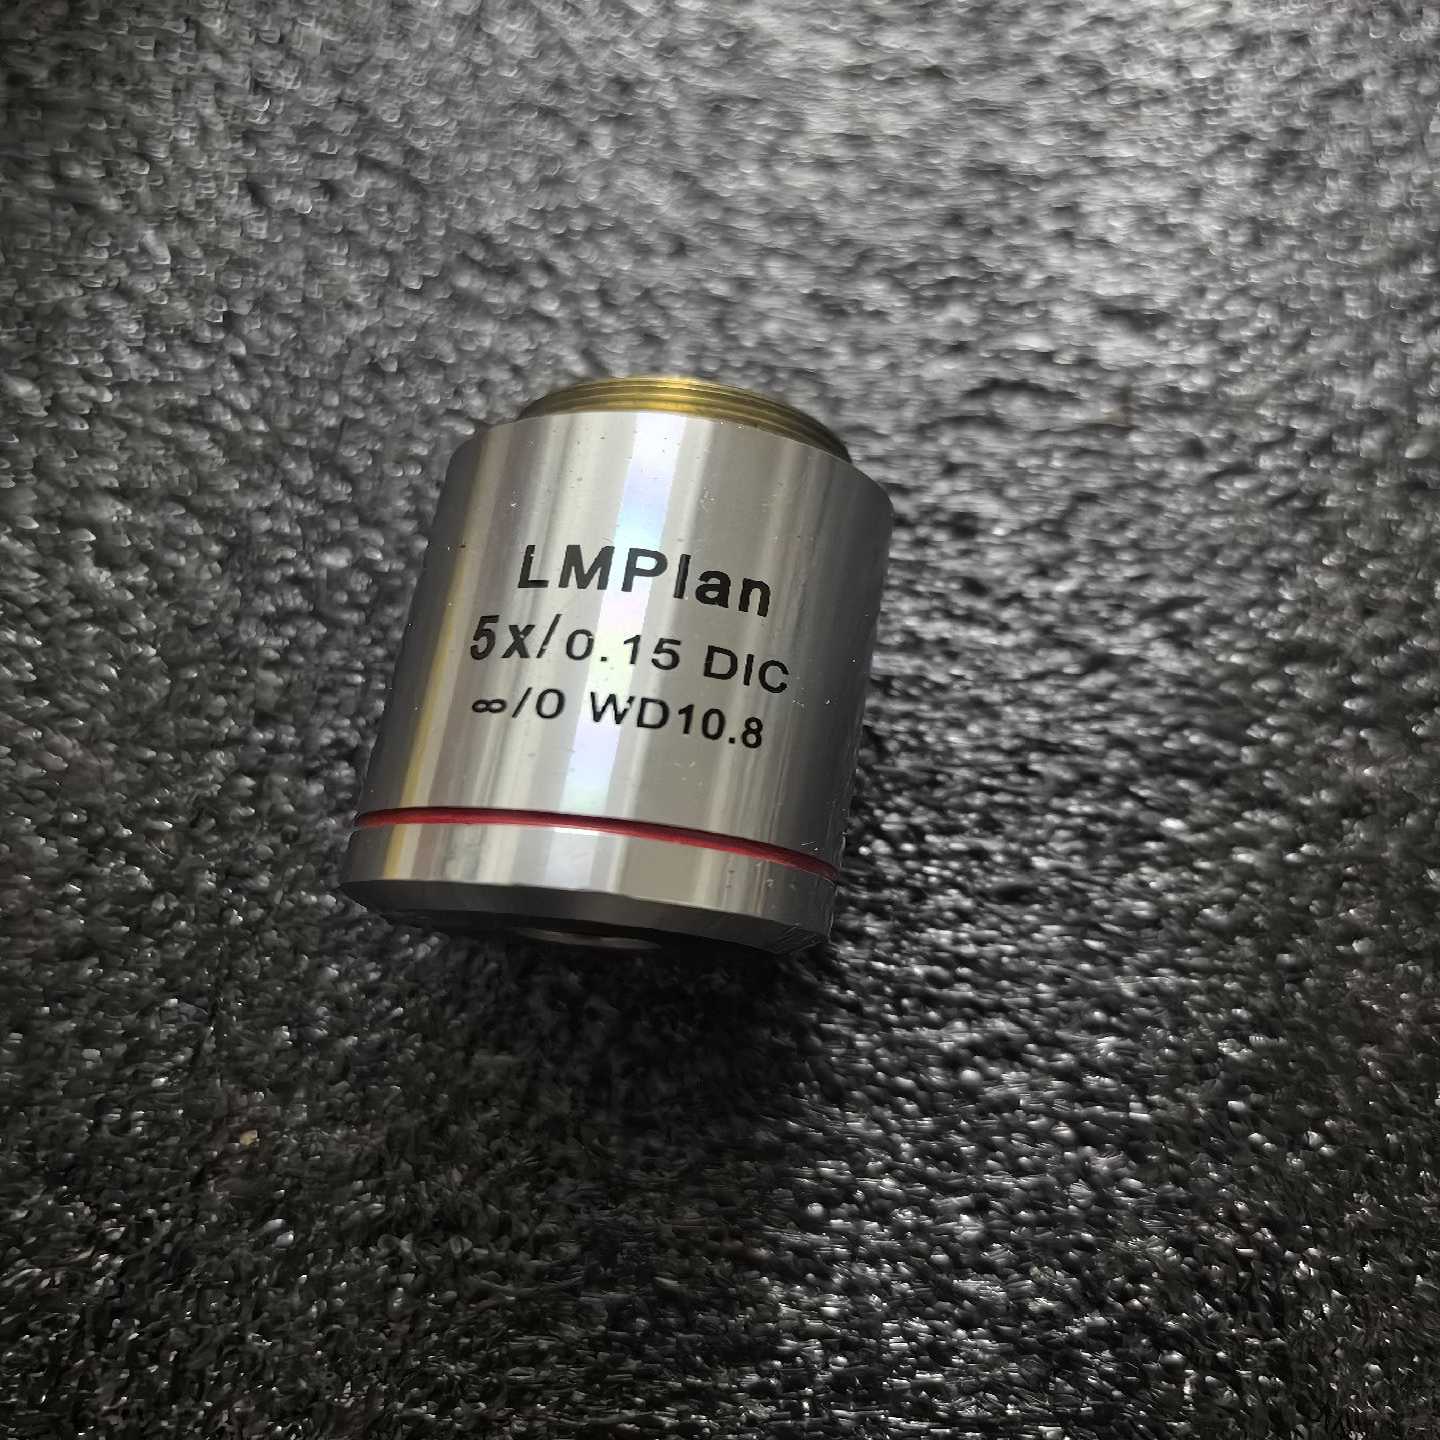 LMPlan
5x/0.15 DIC
∞/0 WD10.8